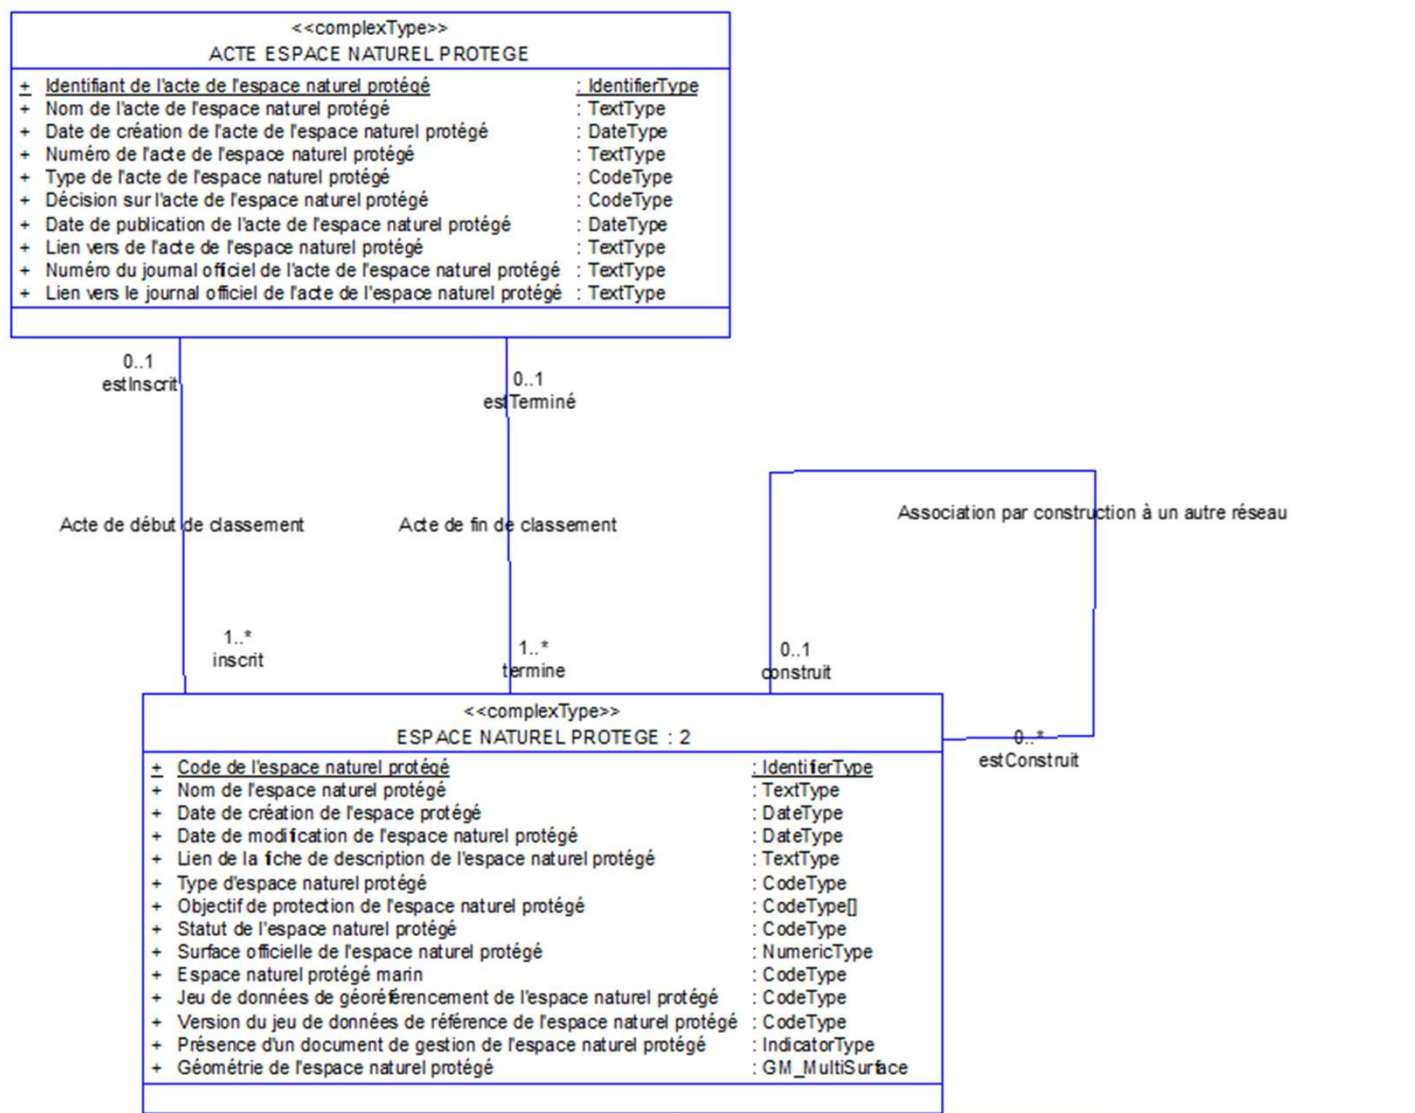 <<complexType>>
ACTE ESPACE NATUREL PROTEGE
+ Identifiant de l'acte de l'espace naturel protégé : IdentifierType
+ Nom de l'acte de l'espace naturel protégé : TextType
+ Date de création de l'acte de l'espace naturel protégé : DateType
+ Numéro de l'acte de l'espace naturel protégé : TextType
+ Type de l'acte de l'espace naturel protégé : CodeType
+ Décision sur l'acte de l'espace naturel protégé : CodeType
+ Date de publication de l'acte de l'espace naturel protégé : DateType
+ Lien vers de l'acte de l'espace naturel protégé : TextType
+ Numéro du journal officiel de l'acte de l'espace naturel protégé : TextType
+ Lien vers le journal officiel de l'acte de l'espace naturel protégé : TextType
0..1
estInscrit
0..1
estTerminé
Acte de début de classement
Acte de fin de classement
Association par construction à un autre réseau
1..*
inscrit
1..*
termine
0..1
construit
<<complexType>>
ESPACE NATUREL PROTEGE : 2
0..*
estConstruit
+ Code de l'espace naturel protégé : IdentifierType
+ Nom de l'espace naturel protégé : TextType
+ Date de création de l'espace protégé : DateType
+ Date de modification de l'espace naturel protégé : DateType
+ Lien de la fiche de description de l'espace naturel protégé : TextType
+ Type d'espace naturel protégé : CodeType
+ Objectif de protection de l'espace naturel protégé : CodeType[]
+ Statut de l'espace naturel protégé : CodeType
+ Surface officielle de l'espace naturel protégé : NumericType
+ Espace naturel protégé marin : CodeType
+ Jeu de données de géoréférencement de l'espace naturel protégé : CodeType
+ Version du jeu de données de référence de l'espace naturel protégé : CodeType
+ Présence d'un document de gestion de l'espace naturel protégé : IndicatorType
+ Géométrie de l'espace naturel protégé : GM_MultiSurface